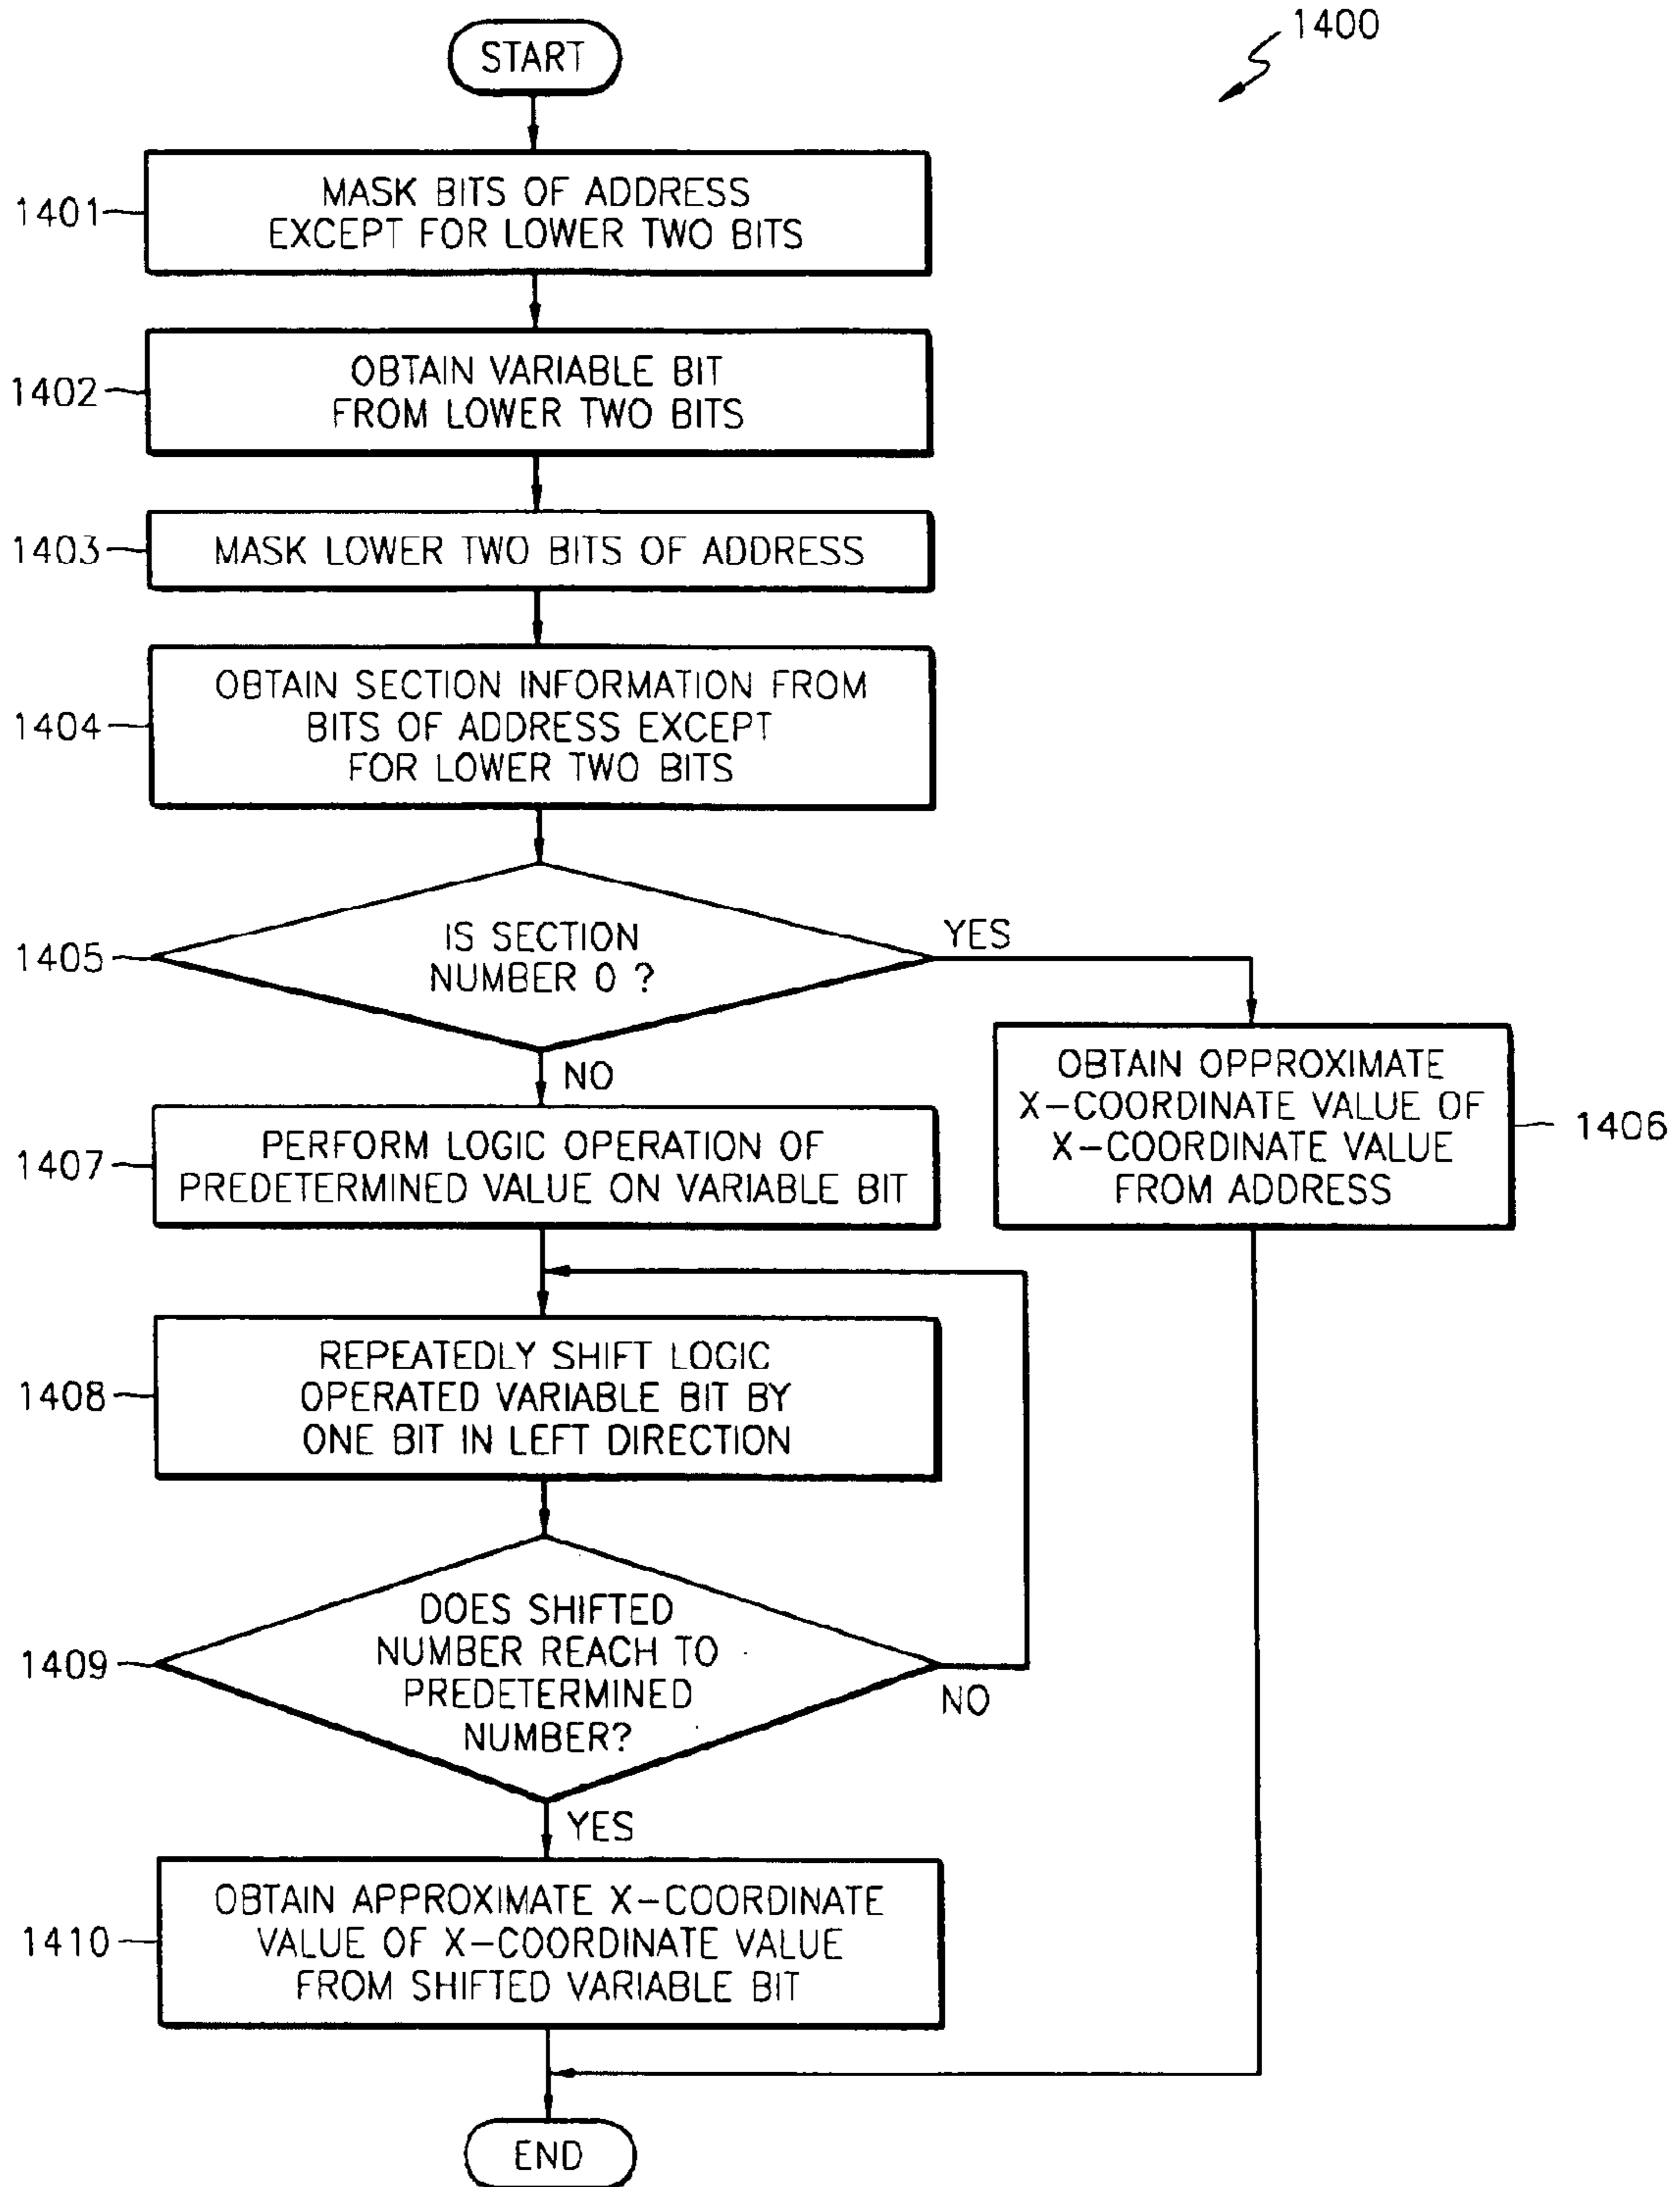 1400
START
1401
MASK BITS OF ADDRESS
EXCEPT FOR LOWER TWO BITS
1402
OBTAIN VARIABLE BIT
FROM LOWER TWO BITS
1403
MASK LOWER TWO BITS OF ADDRESS
1404
OBTAIN SECTION INFORMATION FROM
BITS OF ADDRESS EXCEPT
FOR LOWER TWO BITS
1405
IS SECTION
NUMBER 0 ?
YES
NO
OBTAIN OPPROXIMATE
X-COORDINATE VALUE OF
X-COORDINATE VALUE
FROM ADDRESS
1406
1407
PERFORM LOGIC OPERATION OF
PREDETERMINED VALUE ON VARIABLE BIT
1408
REPEATEDLY SHIFT LOGIC
OPERATED VARIABLE BIT BY
ONE BIT IN LEFT DIRECTION
1409
DOES SHIFTED
NUMBER REACH TO
PREDETERMINED
NUMBER?
NO
YES
1410
OBTAIN APPROXIMATE X-COORDINATE
VALUE OF X-COORDINATE VALUE
FROM SHIFTED VARIABLE BIT
END